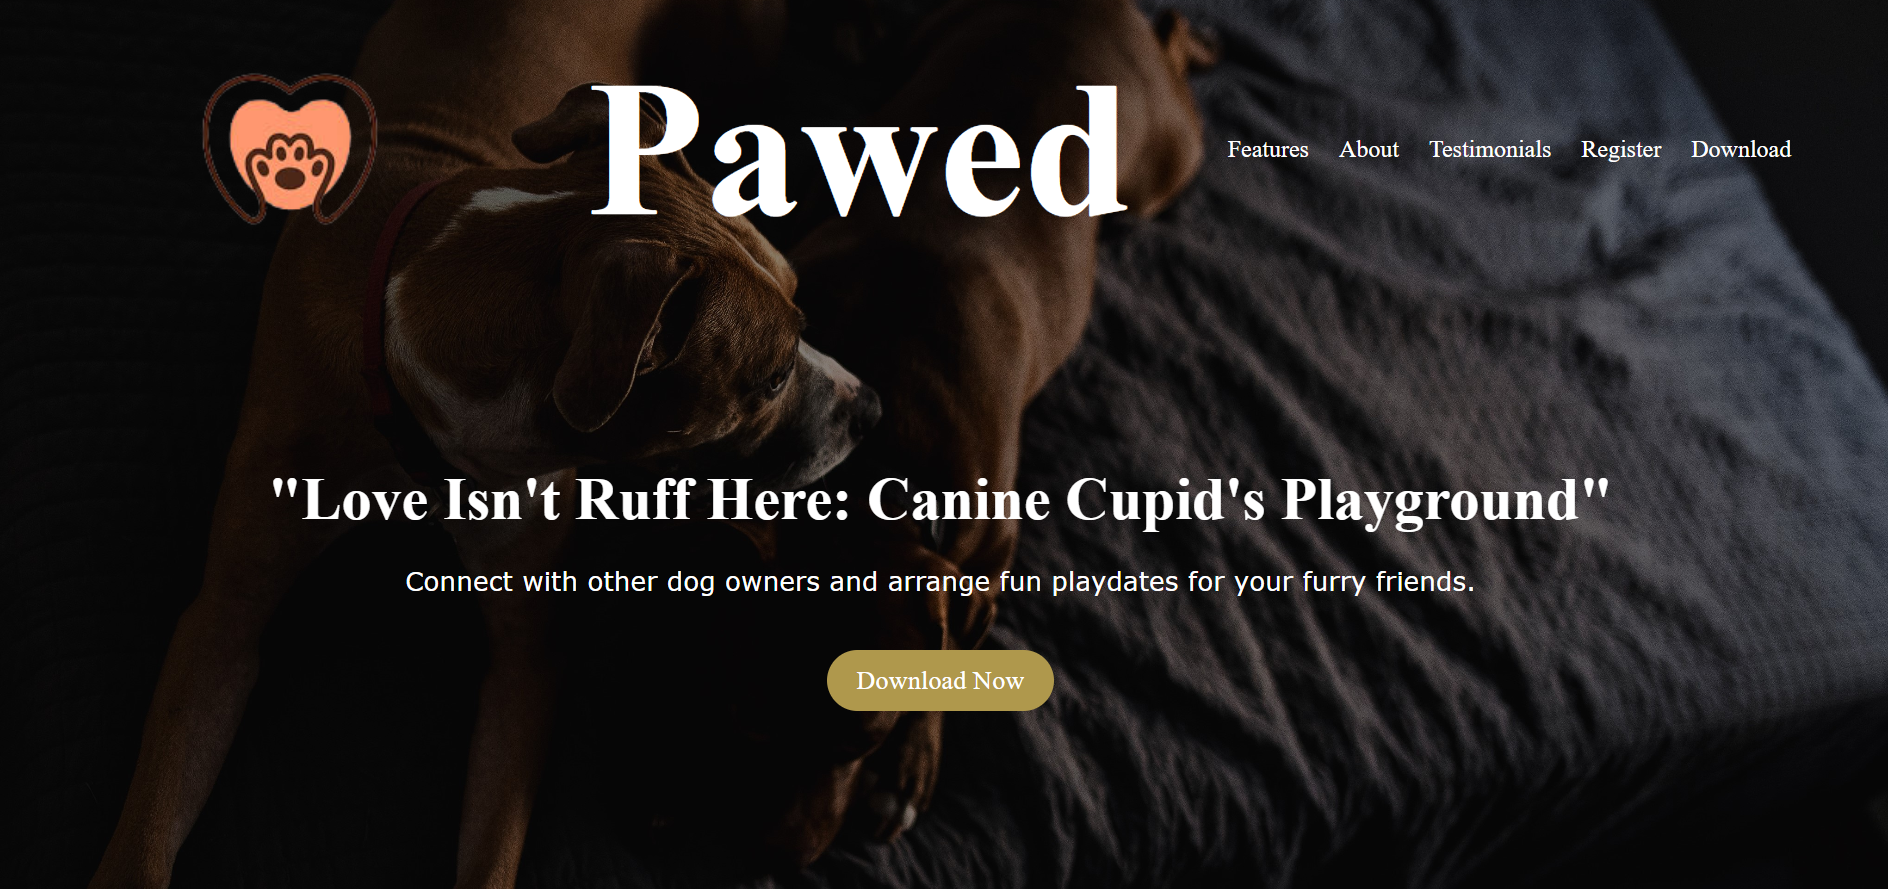 Pawed
Features About Testimonials Register Download
"Love Isn't Ruff Here: Canine Cupid's Playground"
Connect with other dog owners and arrange fun playdates for your furry friends.
Download Now